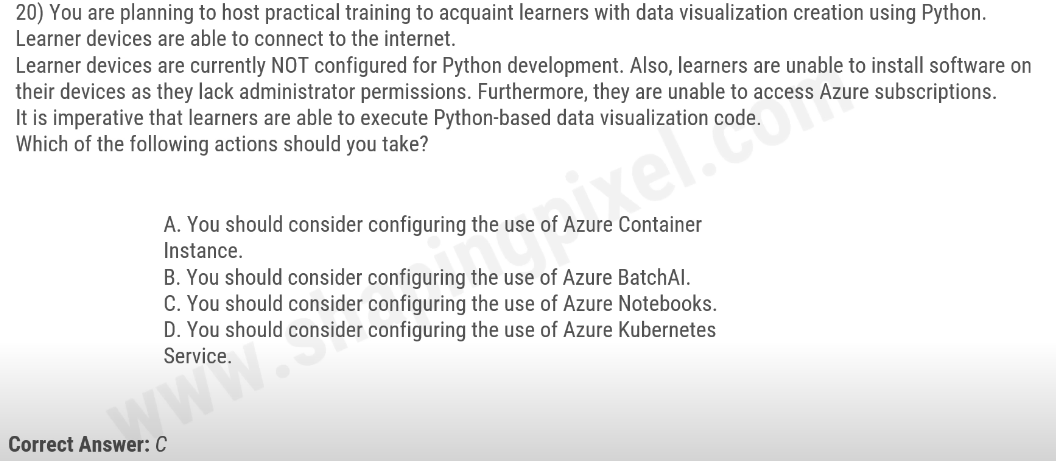 20) You are planning to host practical training to acquaint learners with data visualization creation using Python.
Learner devices are able to connect to the internet.
Learner devices are currently NOT configured for Python development. Also, learners are unable to install software on
their devices as they lack administrator permissions. Furthermore, they are unable to access Azure subscriptions.
It is imperative that learners are able to execute Python-based data visualization code.
Which of the following actions should you take?
A. You should consider configuring the use of Azure Container
Instance.
B. You should consider configuring the use of Azure BatchAI.
C. You should consider configuring the use of Azure Notebooks.
D. You should consider configuring the use of Azure Kubernetes
Service.
www.shapingpixel.com
Correct Answer: C